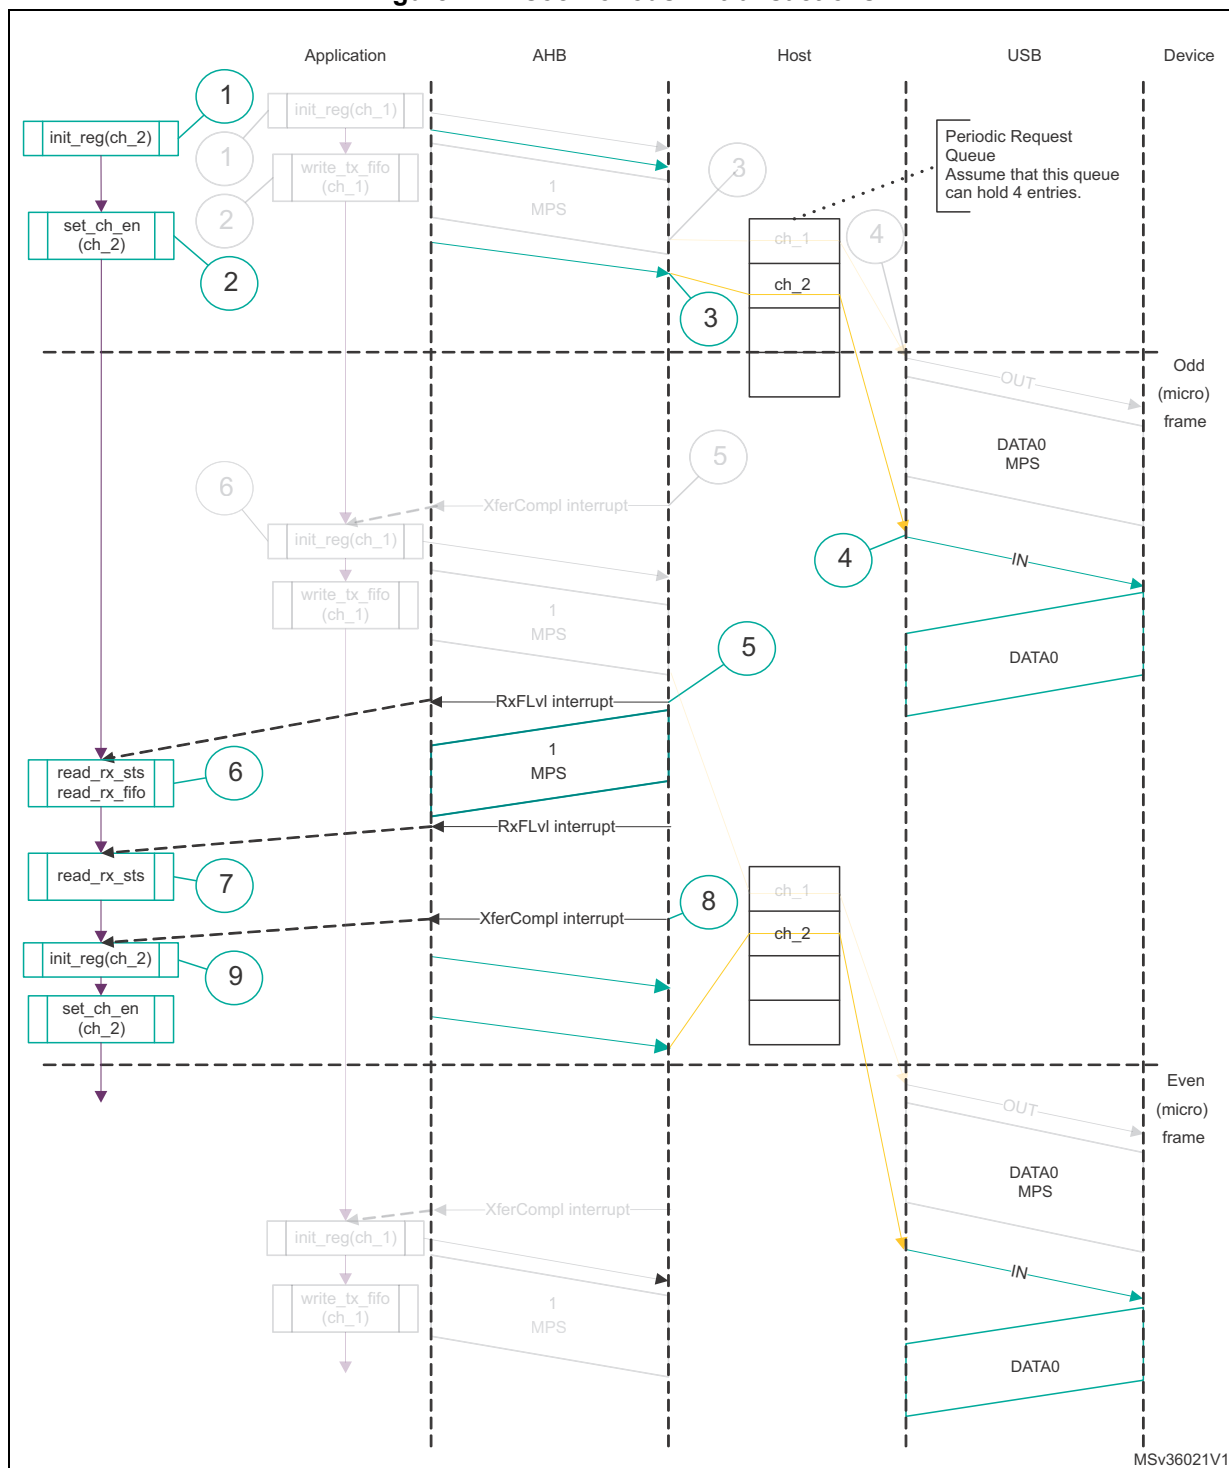 Application AHB Host USB Device
1
init_reg(ch_1)
init_reg(ch_2)
1
write_tx_fifo
(ch_1)
Periodic Request
Queue
Assume that this queue
can hold 4 entries.
1
MPS
3
2
set_ch_en
(ch_2)
2
ch_1
4
ch_2
3
Odd
(micro)
frame
OUT
DATA0
MPS
5
6
XferCompl interrupt
init_reg(ch_1)
4
IN
write_tx_fifo
(ch_1)
1
MPS
5
DATA0
RxFLvl interrupt
1
MPS
read_rx_sts
read_rx_fifo
6
RxFLvl interrupt
read_rx_sts
7
ch_1
8
XferCompl interrupt
ch_2
init_reg(ch_2)
9
set_ch_en
(ch_2)
Even
(micro)
frame
OUT
DATA0
MPS
XferCompl interrupt
init_reg(ch_1)
IN
write_tx_fifo
(ch_1)
1
MPS
DATA0
MSv36021V1